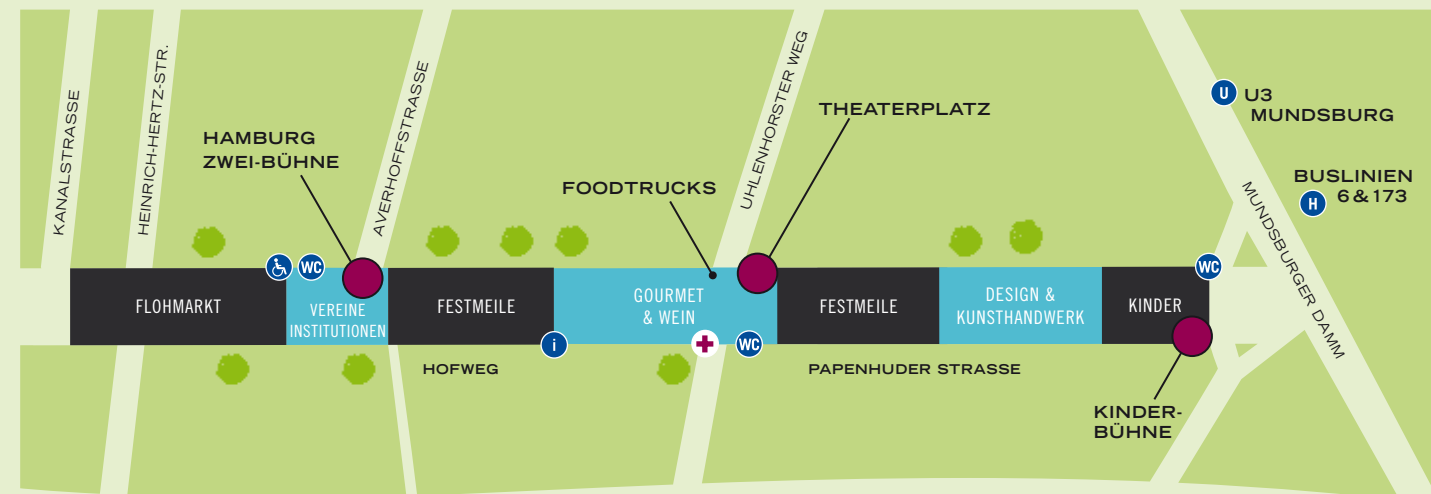 KANALSTRASSE
HEINRICH-HERTZ-STR.
AVERHOFFSTRASSE
UHLENHORSTER WEG
MUNDSBURGER DAMM
HAMBURG
ZWEI-BÜHNE
FOODTRUCKS
THEATERPLATZ
U
U3
MUNDSBURG
BUSLINIEN
H
6 & 173
WC
WC
FLOHMARKT
VEREINE
INSTITUTIONEN
FESTMEILE
GOURMET
& WEIN
FESTMEILE
DESIGN &
KUNSTHANDWERK
KINDER
i
WC
HOFWEG
PAPENHUDER STRASSE
KINDER-
BÜHNE